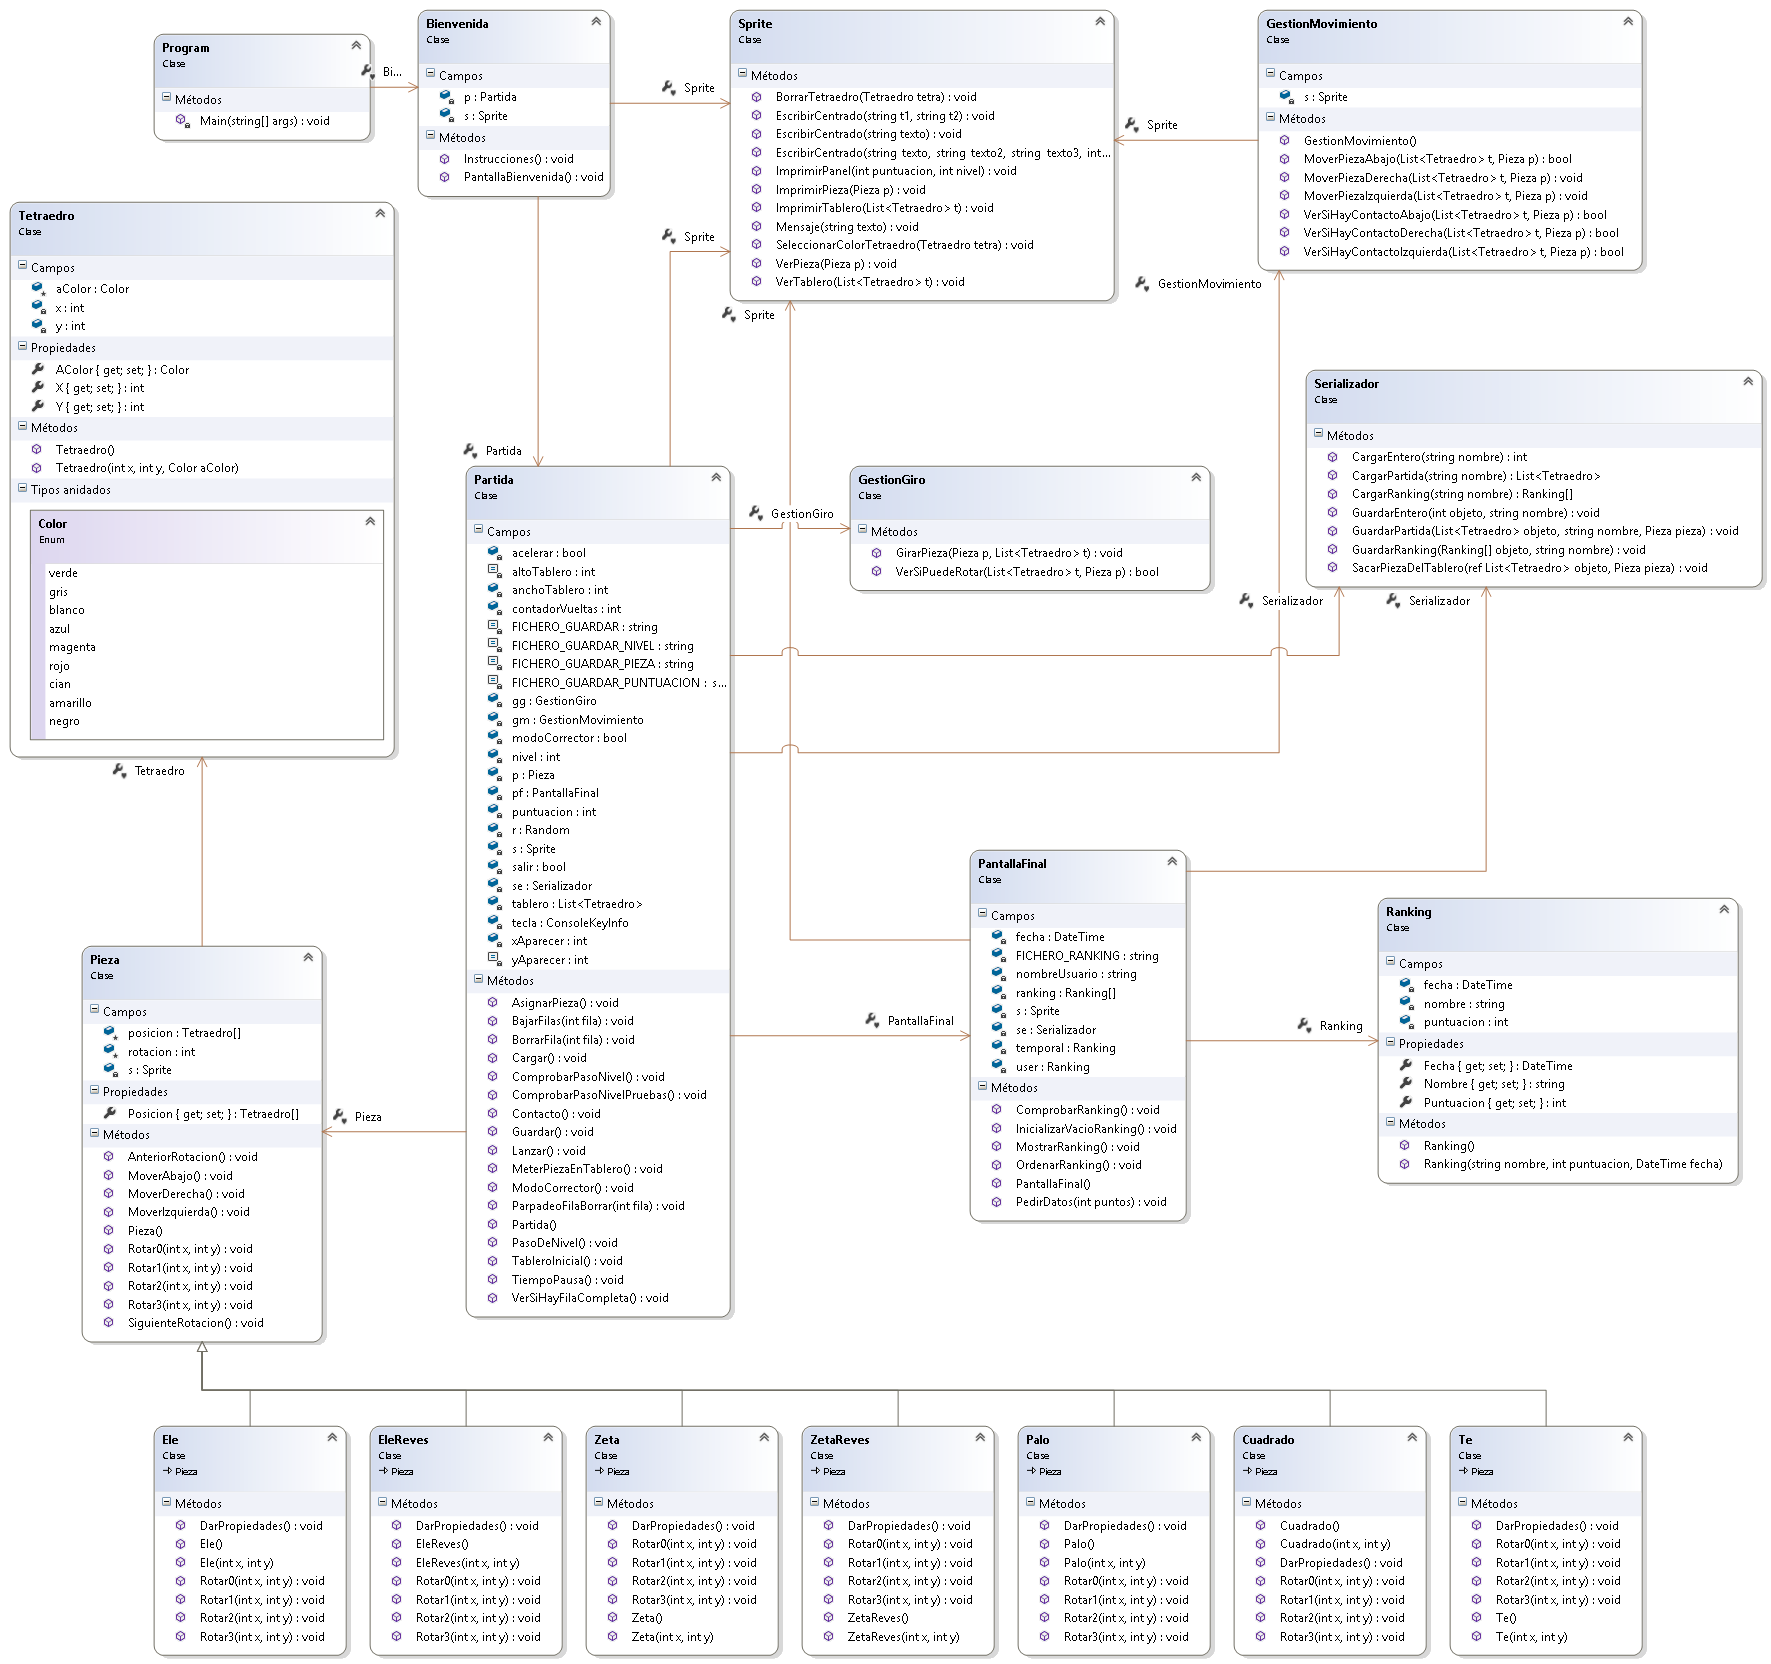 Program
Clase
Métodos
Main(string[] args) : void
Bi...
Bienvenida
Clase
Campos
p : Partida
s : Sprite
Métodos
Instrucciones() : void
PantallaBienvenida() : void
Sprite
Sprite
Clase
Métodos
BorrarTetraedro(Tetraedro tetra) : void
EscribirCentrado(string t1, string t2) : void
EscribirCentrado(string texto) : void
EscribirCentrado(string texto, string texto2, string texto3, int...
ImprimirPanel(int puntuacion, int nivel) : void
ImprimirPieza(Pieza p) : void
ImprimirTablero(List<Tetraedro> t) : void
Mensaje(string texto) : void
SeleccionarColorTetraedro(Tetraedro tetra) : void
VerPieza(Pieza p) : void
VerTablero(List<Tetraedro> t) : void
Sprite
GestionMovimiento
Clase
Campos
s : Sprite
Métodos
GestionMovimiento()
MoverPiezaAbajo(List<Tetraedro> t, Pieza p) : bool
MoverPiezaDerecha(List<Tetraedro> t, Pieza p) : void
MoverPiezaIzquierda(List<Tetraedro> t, Pieza p) : void
VerSiHayContactoAbajo(List<Tetraedro> t, Pieza p) : bool
VerSiHayContactoDerecha(List<Tetraedro> t, Pieza p) : bool
VerSiHayContactoIzquierda(List<Tetraedro> t, Pieza p) : bool
Sprite
Sprite
GestionMovimiento
Tetraedro
Clase
Campos
aColor : Color
x : int
y : int
Propiedades
AColor { get; set; } : Color
X { get; set; } : int
Y { get; set; } : int
Métodos
Tetraedro()
Tetraedro(int x, int y, Color aColor)
Tipos anidados
Color
Enum
verde
gris
blanco
azul
magenta
rojo
cian
amarillo
negro
Tetraedro
Serializador
Clase
Métodos
CargarEntero(string nombre) : int
CargarPartida(string nombre) : List<Tetraedro>
CargarRanking(string nombre) : Ranking[]
GuardarEntero(int objeto, string nombre) : void
GuardarPartida(List<Tetraedro> objeto, string nombre, Pieza pieza) : void
GuardarRanking(Ranking[] objeto, string nombre) : void
SacarPiezaDelTablero(ref List<Tetraedro> objeto, Pieza pieza) : void
Serializador
Serializador
Partida
Partida
Clase
Campos
acelerar : bool
altoTablero : int
anchoTablero : int
contadorVueltas : int
FICHERO_GUARDAR : string
FICHERO_GUARDAR_NIVEL : string
FICHERO_GUARDAR_PIEZA : string
FICHERO_GUARDAR_PUNTUACION : s...
gg : GestionGiro
gm : GestionMovimiento
modoCorrector : bool
nivel : int
p : Pieza
pf : PantallaFinal
puntuacion : int
r : Random
s : Sprite
salir : bool
se : Serializador
tablero : List<Tetraedro>
tecla : ConsoleKeyInfo
xAparecer : int
yAparecer : int
Métodos
AsignarPieza() : void
BajarFilas(int fila) : void
BorrarFila(int fila) : void
Cargar() : void
ComprobarPasoNivel() : void
ComprobarPasoNivelPruebas() : void
Contacto() : void
Guardar() : void
Lanzar() : void
MeterPiezaEnTablero() : void
ModoCorrector() : void
ParpadeoFilaBorrar(int fila) : void
Partida()
PasoDeNivel() : void
TableroInicial() : void
TiempoPausa() : void
VerSiHayFilaCompleta() : void
GestionGiro
GestionGiro
Clase
Métodos
GirarPieza(Pieza p, List<Tetraedro> t) : void
VerSiPuedeRotar(List<Tetraedro> t, Pieza p) : bool
PantallaFinal
PantallaFinal
Clase
Campos
fecha : DateTime
FICHERO_RANKING : string
nombreUsuario : string
ranking : Ranking[]
s : Sprite
se : Serializador
temporal : Ranking
user : Ranking
Métodos
ComprobarRanking() : void
InicializarVacioRanking() : void
MostrarRanking() : void
OrdenarRanking() : void
PantallaFinal()
PedirDatos(int puntos) : void
Ranking
Ranking
Clase
Campos
fecha : DateTime
nombre : string
puntuacion : int
Propiedades
Fecha { get; set; } : DateTime
Nombre { get; set; } : string
Puntuacion { get; set; } : int
Métodos
Ranking()
Ranking(string nombre, int puntuacion, DateTime fecha)
Pieza
Clase
Campos
posicion : Tetraedro[]
rotacion : int
s : Sprite
Propiedades
Posicion { get; set; } : Tetraedro[]
Métodos
AnteriorRotacion() : void
MoverAbajo() : void
MoverDerecha() : void
MoverIzquierda() : void
Pieza()
Rotar0(int x, int y) : void
Rotar1(int x, int y) : void
Rotar2(int x, int y) : void
Rotar3(int x, int y) : void
SiguienteRotacion() : void
Pieza
Ele
Clase
Pieza
Métodos
DarPropiedades() : void
Ele()
Ele(int x, int y)
Rotar0(int x, int y) : void
Rotar1(int x, int y) : void
Rotar2(int x, int y) : void
Rotar3(int x, int y) : void
EleReves
Clase
Pieza
Métodos
DarPropiedades() : void
EleReves()
EleReves(int x, int y)
Rotar0(int x, int y) : void
Rotar1(int x, int y) : void
Rotar2(int x, int y) : void
Rotar3(int x, int y) : void
Zeta
Clase
Pieza
Métodos
DarPropiedades() : void
Rotar0(int x, int y) : void
Rotar1(int x, int y) : void
Rotar2(int x, int y) : void
Rotar3(int x, int y) : void
Zeta()
Zeta(int x, int y)
ZetaReves
Clase
Pieza
Métodos
DarPropiedades() : void
Rotar0(int x, int y) : void
Rotar1(int x, int y) : void
Rotar2(int x, int y) : void
Rotar3(int x, int y) : void
ZetaReves()
ZetaReves(int x, int y)
Palo
Clase
Pieza
Métodos
DarPropiedades() : void
Palo()
Palo(int x, int y)
Rotar0(int x, int y) : void
Rotar1(int x, int y) : void
Rotar2(int x, int y) : void
Rotar3(int x, int y) : void
Cuadrado
Clase
Pieza
Métodos
Cuadrado()
Cuadrado(int x, int y)
DarPropiedades() : void
Rotar0(int x, int y) : void
Rotar1(int x, int y) : void
Rotar2(int x, int y) : void
Rotar3(int x, int y) : void
Te
Clase
Pieza
Métodos
DarPropiedades() : void
Rotar0(int x, int y) : void
Rotar1(int x, int y) : void
Rotar2(int x, int y) : void
Rotar3(int x, int y) : void
Te()
Te(int x, int y)